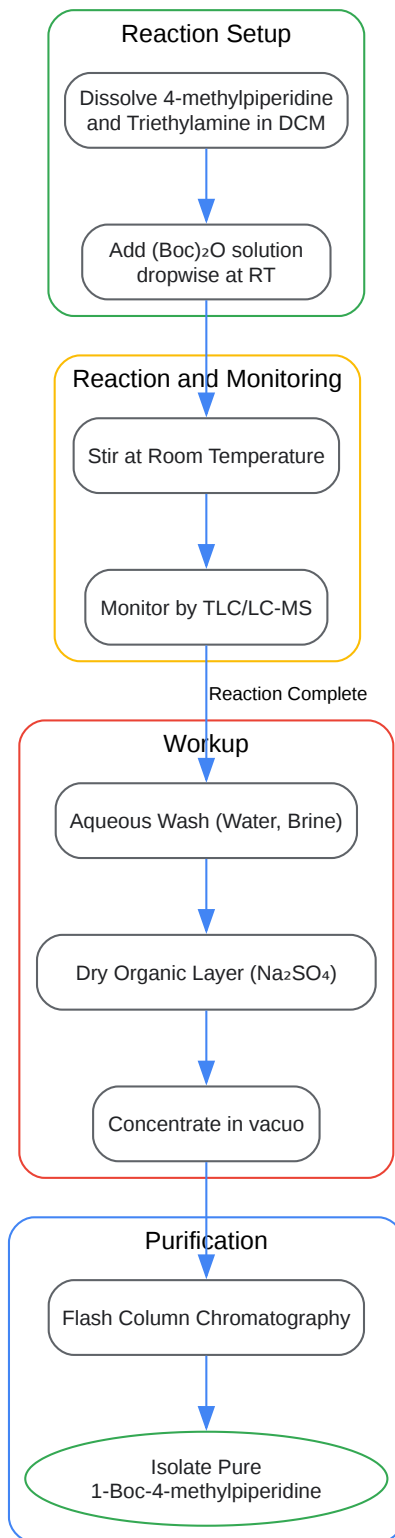 Reaction Setup
Dissolve 4-methylpiperidine
and Triethylamine in DCM
Add (Boc)₂O solution
dropwise at RT
Reaction and Monitoring
Stir at Room Temperature
Monitor by TLC/LC-MS
Reaction Complete
Workup
Aqueous Wash (Water, Brine)
Dry Organic Layer (Na₂SO₄)
Concentrate in vacuo
Purification
Flash Column Chromatography
Isolate Pure
1-Boc-4-methylpiperidine